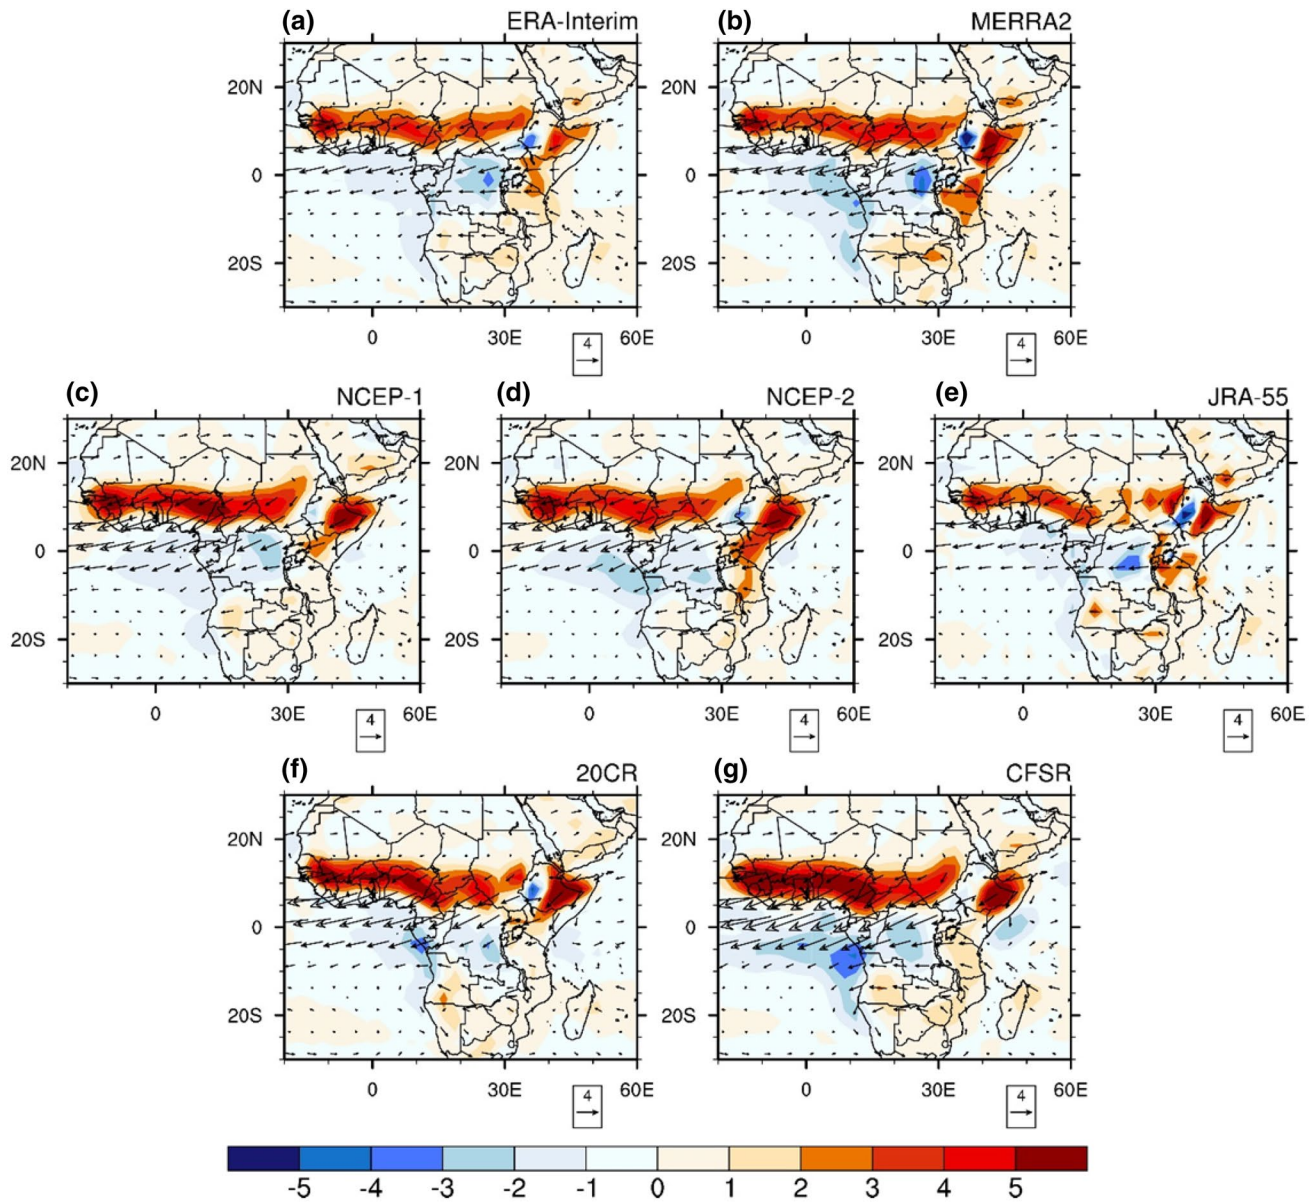 (a) ERA-Interim (b) MERRA2
20N 20N
0 0
20S 20S
0 30E 60E 0 30E 60E
4 4
(c) NCEP-1 (d) NCEP-2 (e) JRA-55
20N 20N 20N
0 0 0
20S 20S 20S
0 30E 60E 0 30E 60E 0 30E 60E
4 4 4
(f) 20CR (g) CFSR
20N 20N
0 0
20S 20S
0 30E 60E 0 30E 60E
4 4
-5 -4 -3 -2 -1 0 1 2 3 4 5